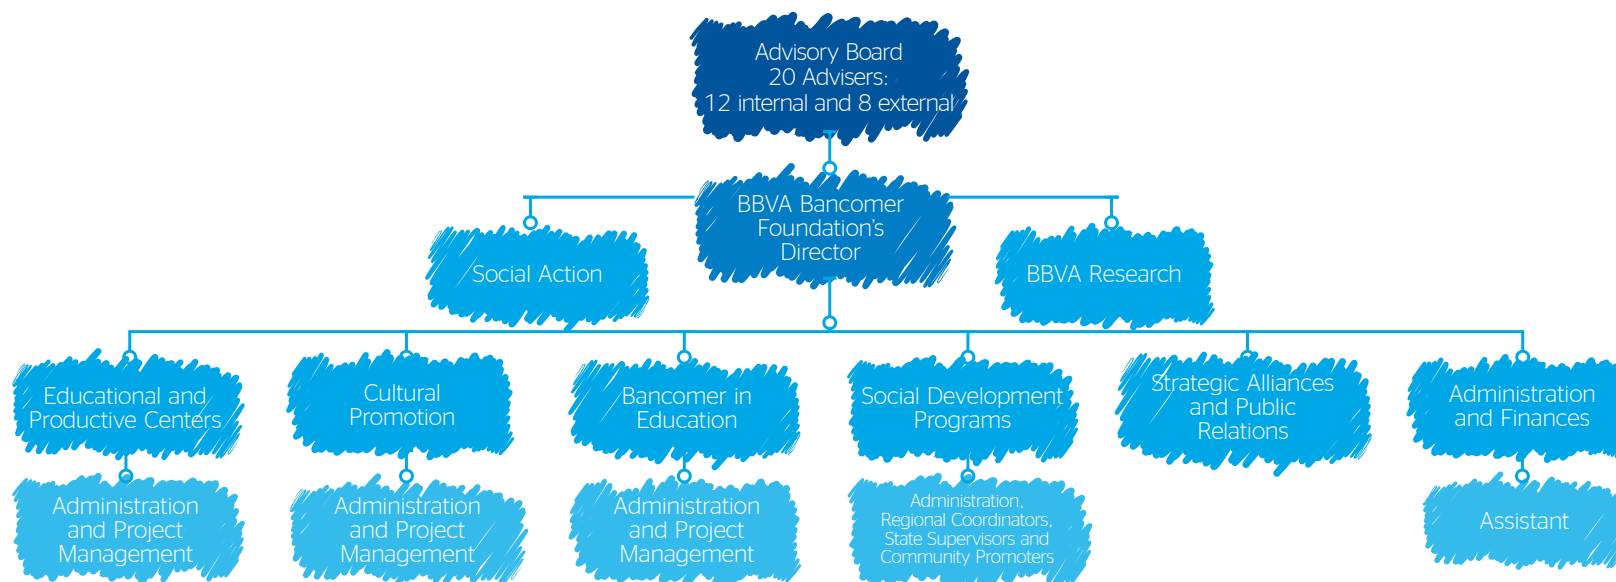 Advisory Board
20 Advisers:
12 internal and 8 external
BBVA Bancomer
Foundation's
Director
Social Action
BBVA Research
Educational and
Productive Centers
Cultural
Promotion
Bancomer in
Education
Social Development
Programs
Strategic Alliances
and Public
Relations
Administration
and Finances
Administration
and Project
Management
Administration
and Project
Management
Administration
and Project
Management
Administration,
Regional Coordinators,
State Supervisors and
Community Promoters
Assistant